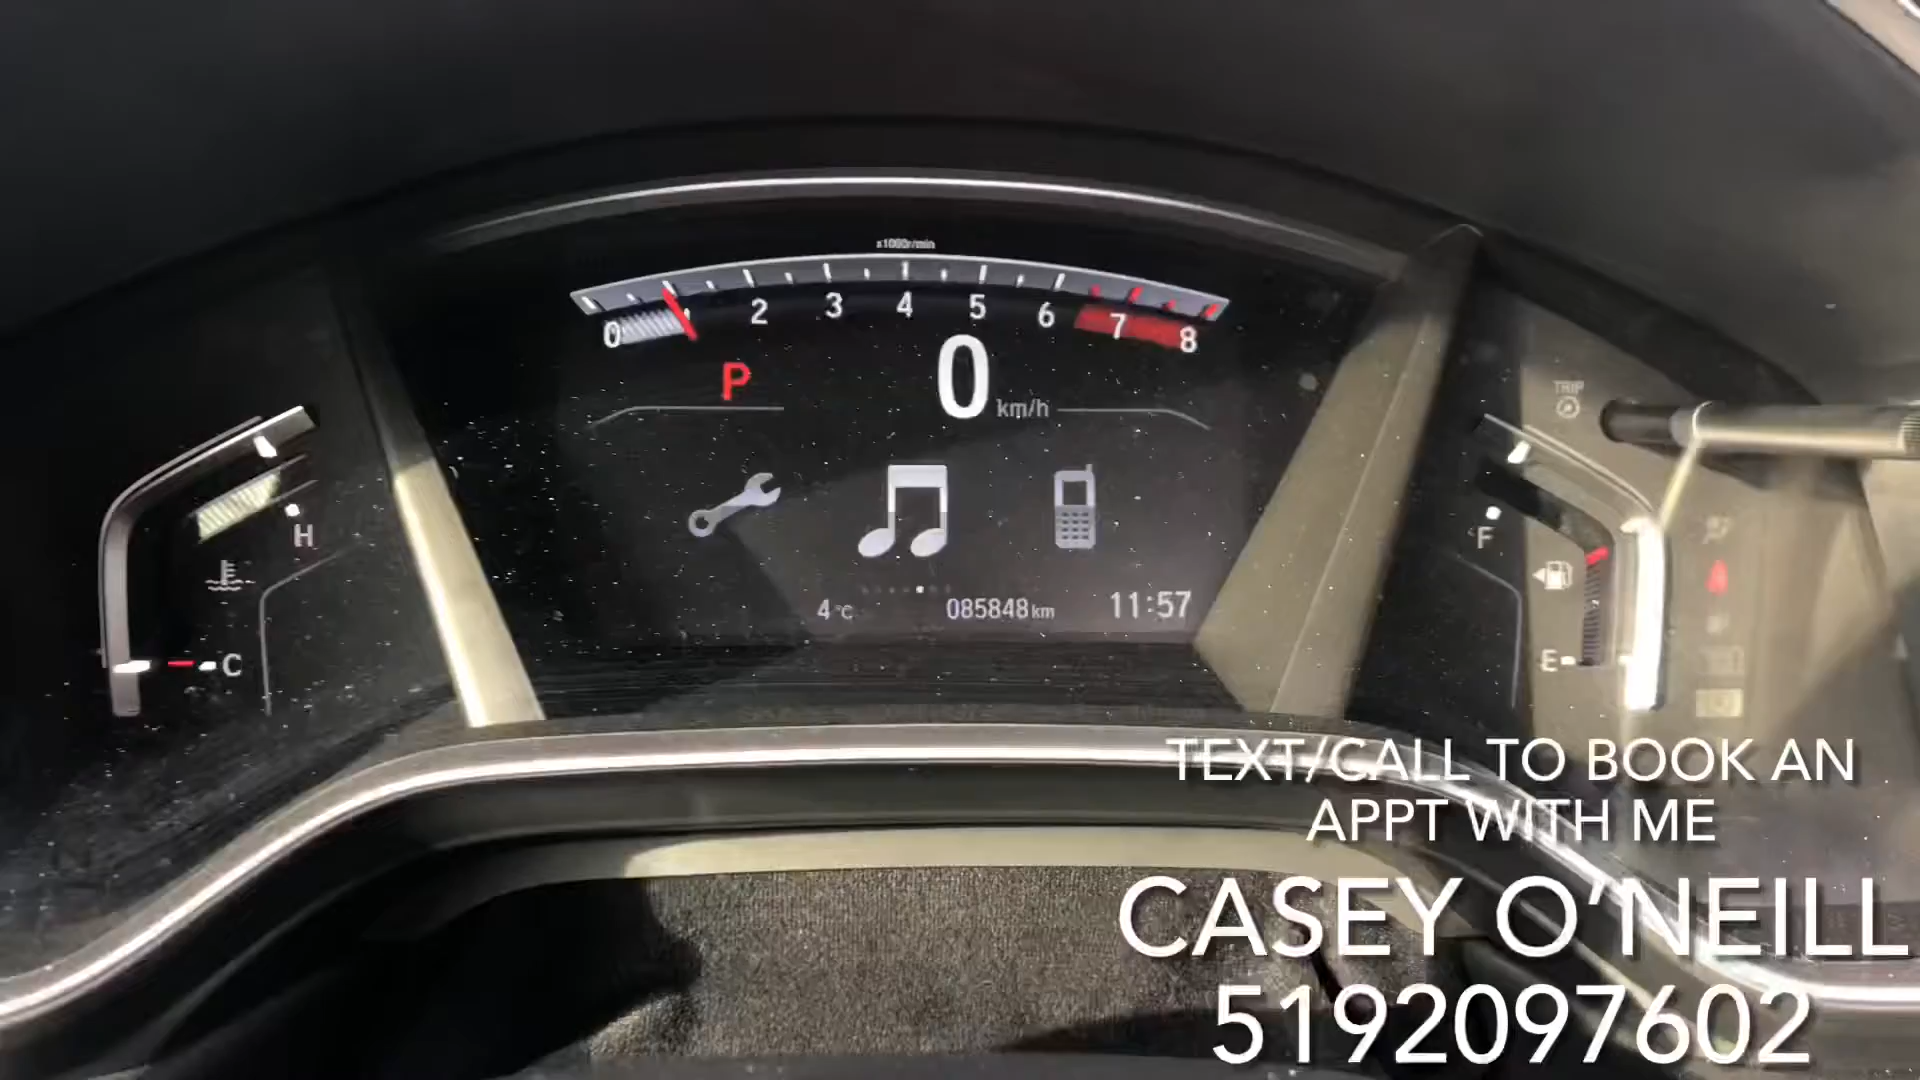 x1000r/min
0 2 3 4 5 6 7 8
P
0 km/h
TRIP
H
F
C
E
4°C
085848km
11:57
TEXT/CALL TO BOOK AN
APPT WITH ME
CASEY O'NEILL
5192097602